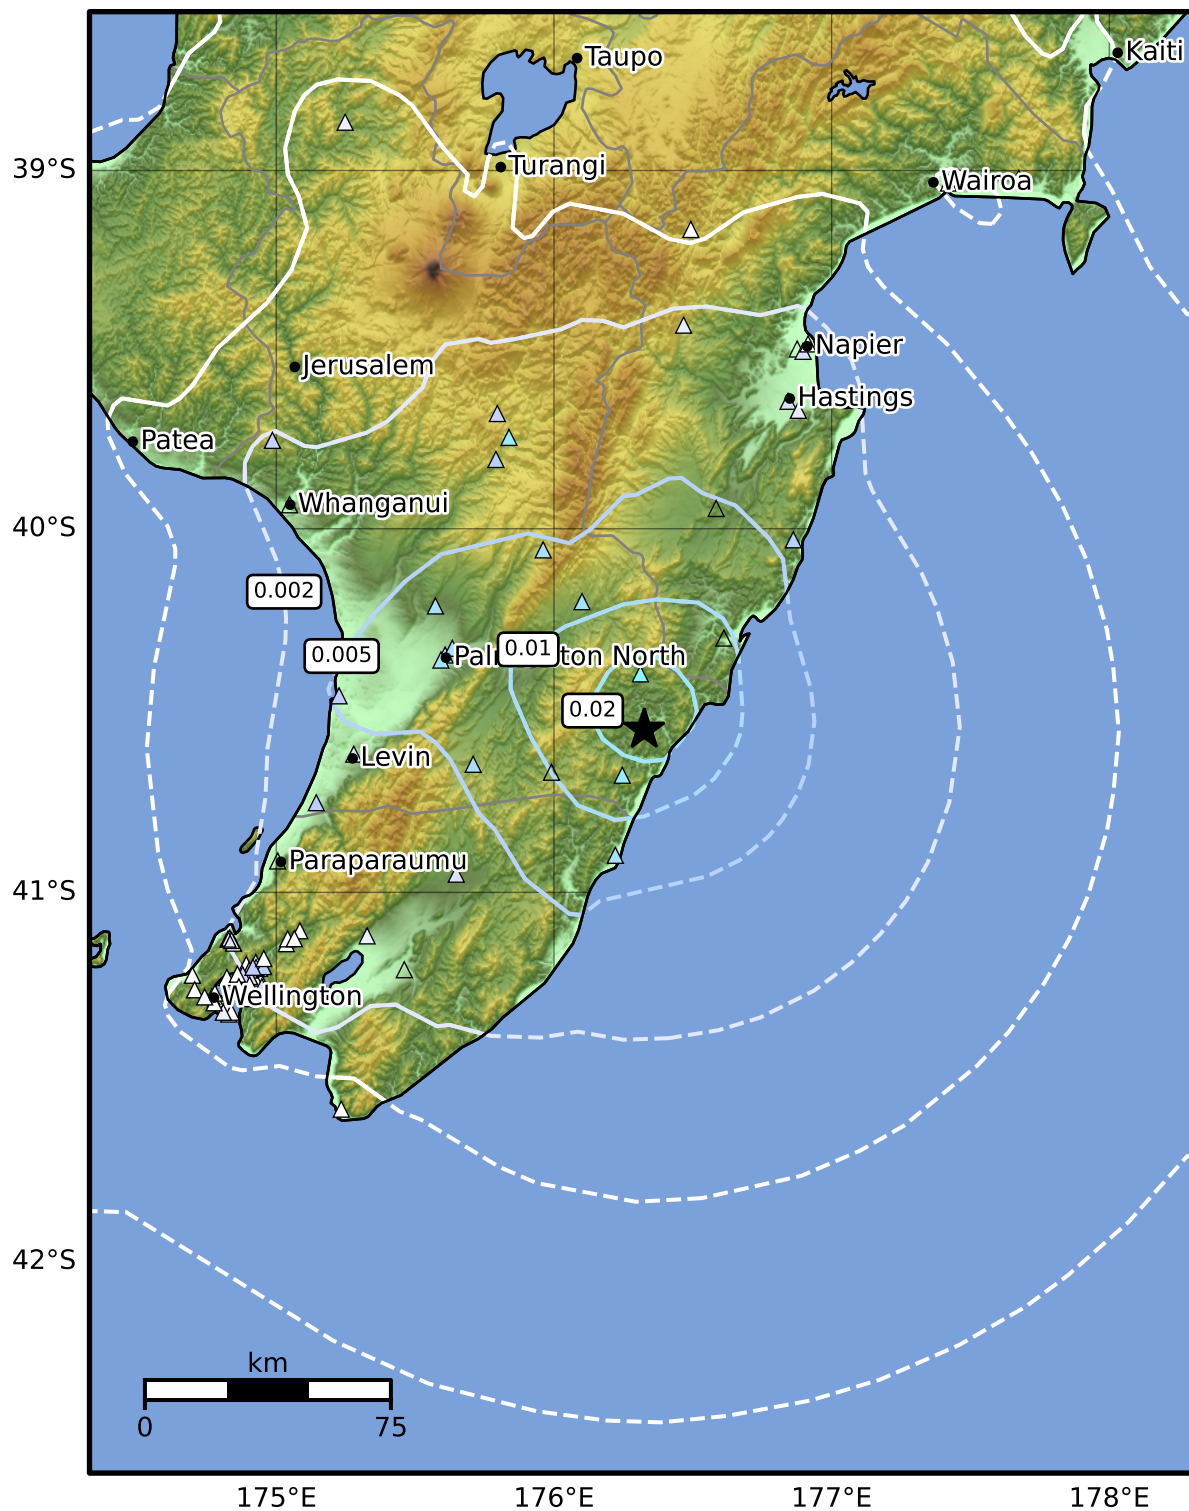 Taupo
Kaiti
39°S
Turangi
Wairoa
Napier
Jerusalem
Hastings
Patea
Whanganui
40°S
0.002
0.005
0.01
North
0.02
Levin
Paraparaumu
41°S
Wellington
42°S
km
0
75
175°E
176°E
177°E
178°E